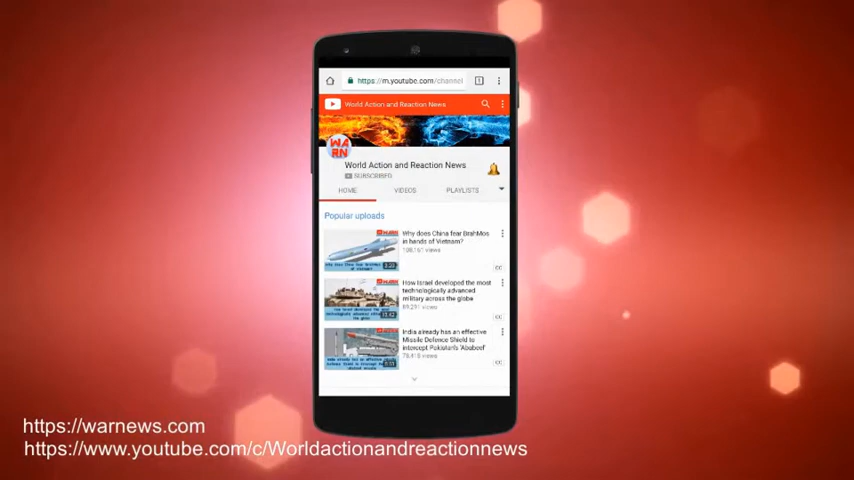 https://m.youtube.com/channel
World Action and Reaction News
WA
RN
World Action and Reaction News
SUBSCRIBED
HOME VIDEOS PLAYLISTS
Popular uploads
Why does China fear BrahMos
in hands of Vietnam?
108,161 views
How Israel developed the most
technologically advanced
military across the globe
89,291 views
India already has an effective
Missile Defence Shield to
intercept Pakistan's 'Ababeel'
78,418 views
https://warnews.com
https://www.youtube.com/c/Worldactionandreactionnews